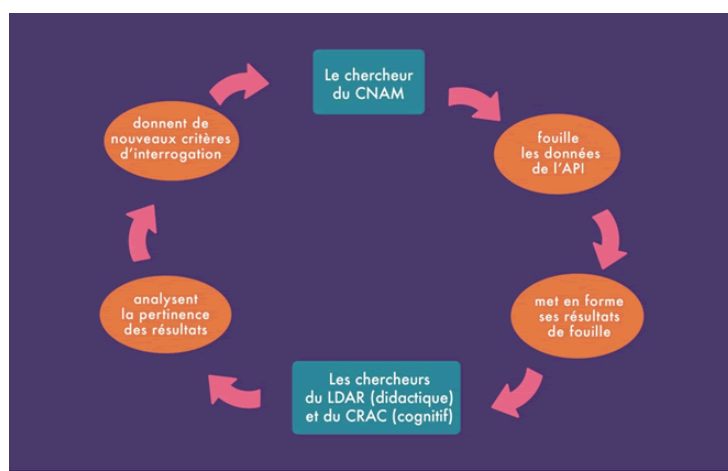 Le chercheur
du CNAM
fouille
les données
de l'API
met en forme
ses résultats
de fouille
Les chercheurs
du LDAR (didactique)
et du CRAC (cognitif)
analysent
la pertinence
des résultats
donnent de
nouveaux critères
d'interrogation